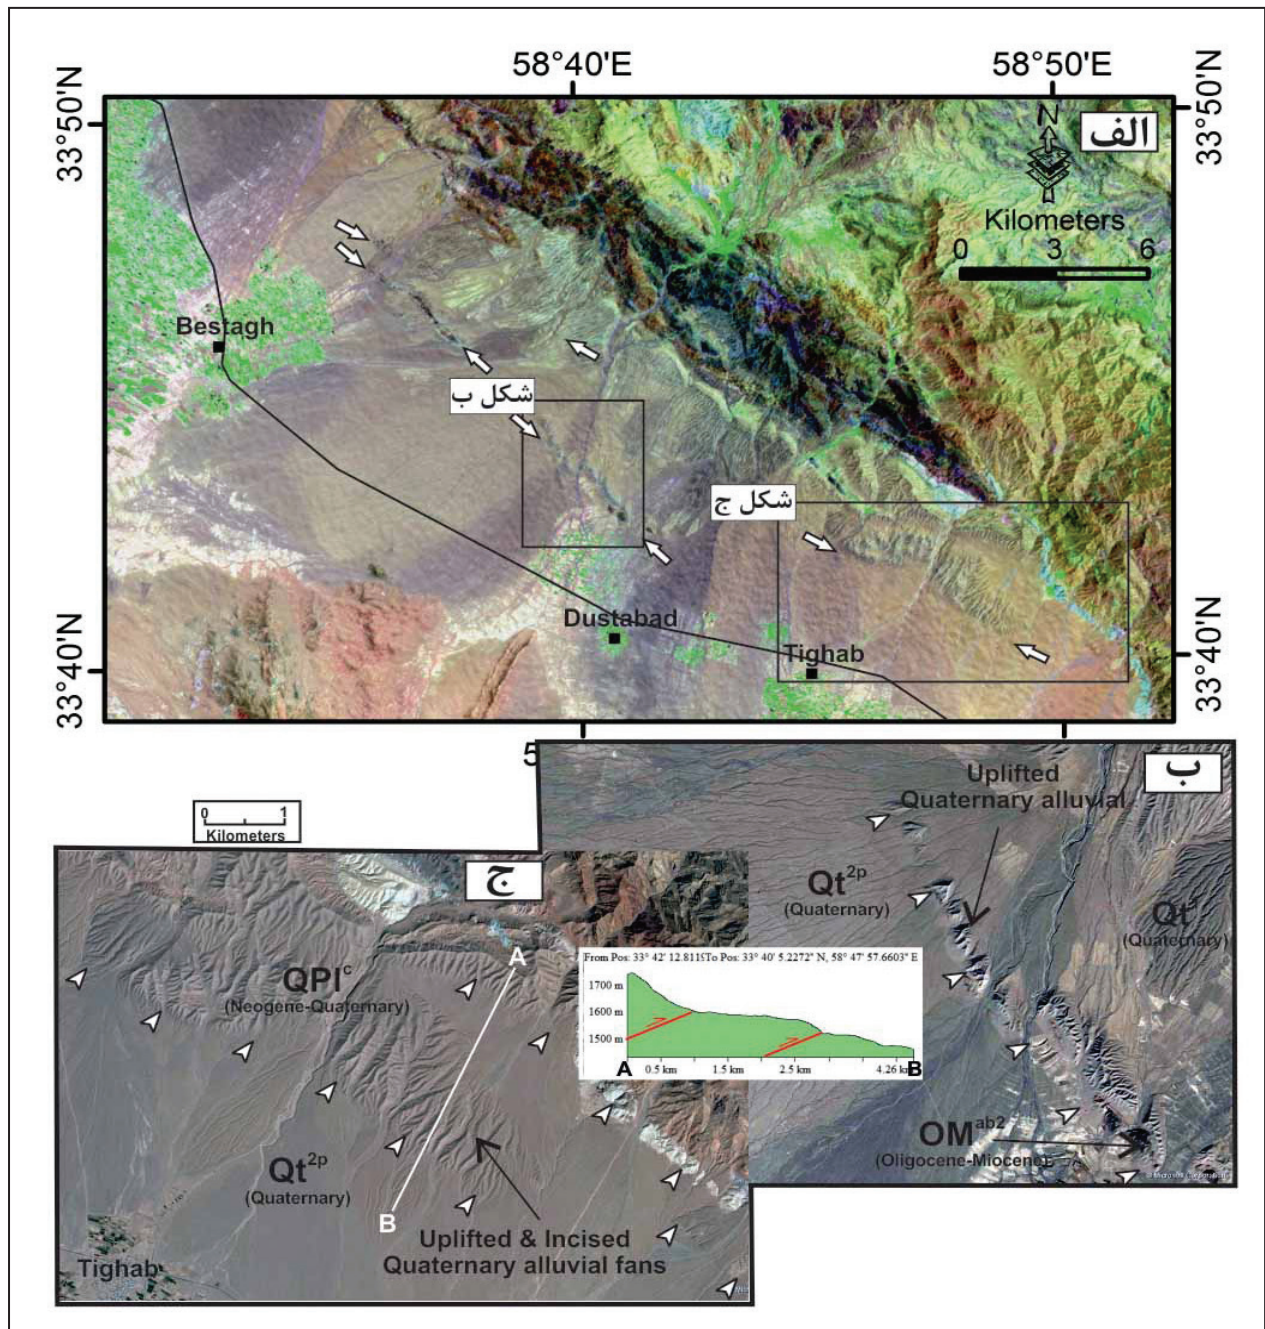 58°40'E
58°50'E
33°50'N
33°50'N
الف
N
Kilometers
0 3 6
Bestagh
شکل ب
شکل ج
Dustabad
Tighab
33°40'N
33°40'N
5
ب
Uplifted
Quaternary alluvial
Qt2p
(Quaternary)
Qt
(Quaternary)
OMab2
(Oligocene-Miocene)
© Microsoft Corporation
0 1
Kilometers
ج
A
QPlc
(Neogene-Quaternary)
From Pos: 33° 42' 12.8119 To Pos: 33° 40' 5.2272" N, 58° 47' 57.6603" E
1700 m
1600 m
1500 m
A 0.5 km 1.5 km 2.5 km 4.26 km B
Qt2p
(Quaternary)
B
Uplifted & Incised
Quaternary alluvial fans
Tighab